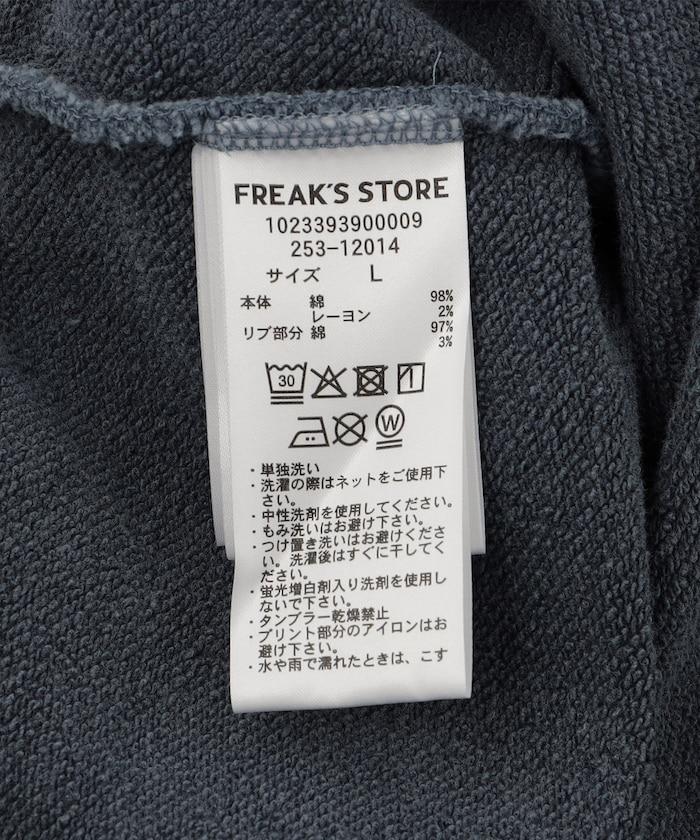 FREAK'S STORE
1023393900009
253-12014
サイズ L
本体 綿 98%
レーヨン 2%
リブ部分 綿 97%
3%
30
W
・単独洗い
・洗濯の際はネットをご使用下
さい。
・中性洗剤を使用してください。
・もみ洗いはお避け下さい。
・つけ置き洗いはお避けくださ
い。洗濯後はすぐに干してく
ださい。
・蛍光増白剤入り洗剤を使用し
ないで下さい。
・タンブラー乾燥禁止
・プリント部分のアイロンはお
避け下さい。
・水や雨で濡れたときは、こす